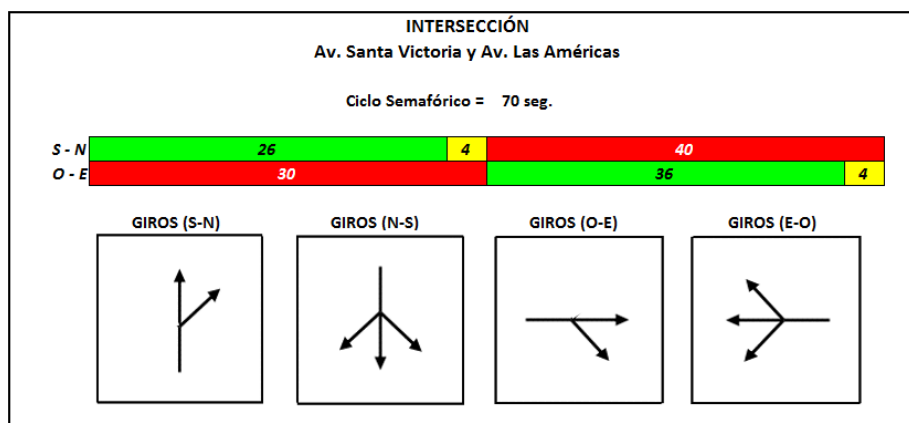 INTERSECCIÓN
Av. Santa Victoria y Av. Las Américas
Ciclo Semafórico = 70 seg.
S - N 26 4 40
O - E 30 36 4
GIROS (S-N) GIROS (N-S) GIROS (O-E) GIROS (E-O)